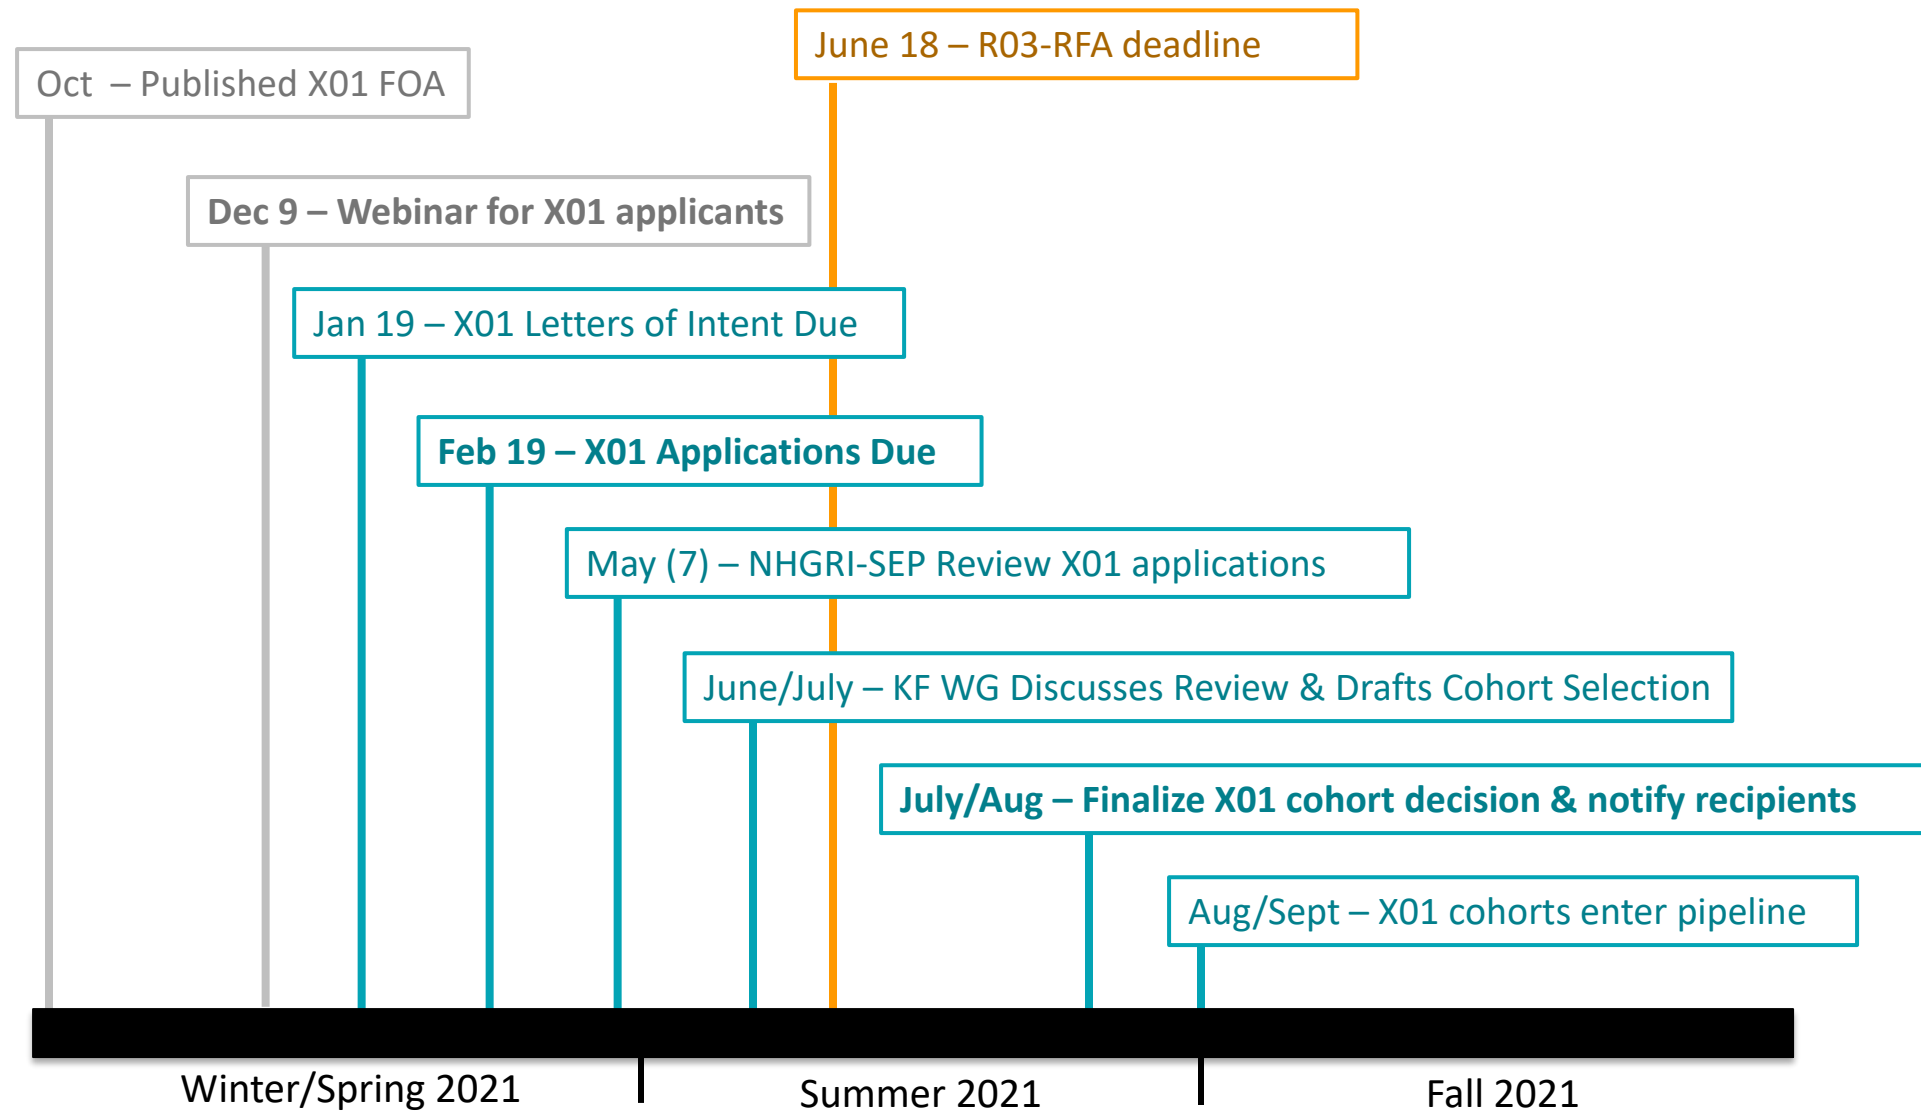 June 18 – R03-RFA deadline
Oct – Published X01 FOA
Dec 9 – Webinar for X01 applicants
Jan 19 – X01 Letters of Intent Due
Feb 19 – X01 Applications Due
May (7) – NHGRI-SEP Review X01 applications
June/July – KF WG Discusses Review & Drafts Cohort Selection
July/Aug – Finalize X01 cohort decision & notify recipients
Aug/Sept – X01 cohorts enter pipeline
Winter/Spring 2021
Summer 2021
Fall 2021